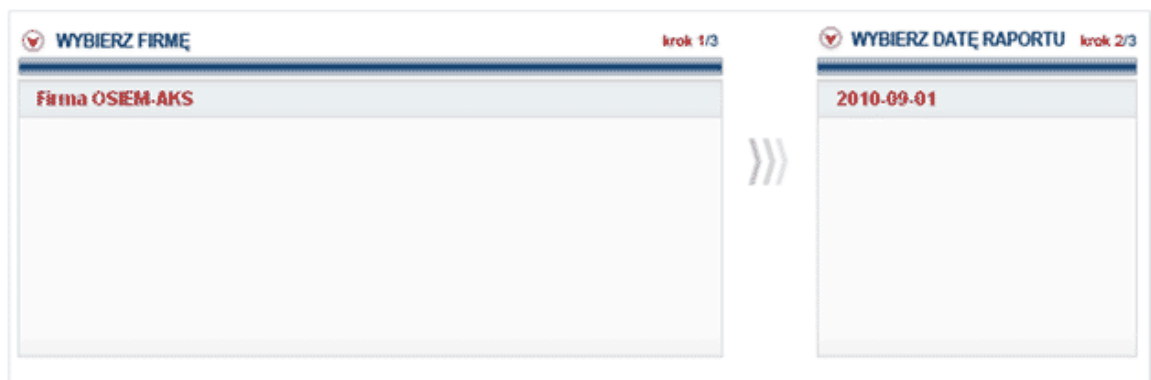 WYBIERZ FIRMĘ krok 1/3
Firma OSIEM-AKS
WYBIERZ DATĘ RAPORTU krok 2/3
2010-09-01